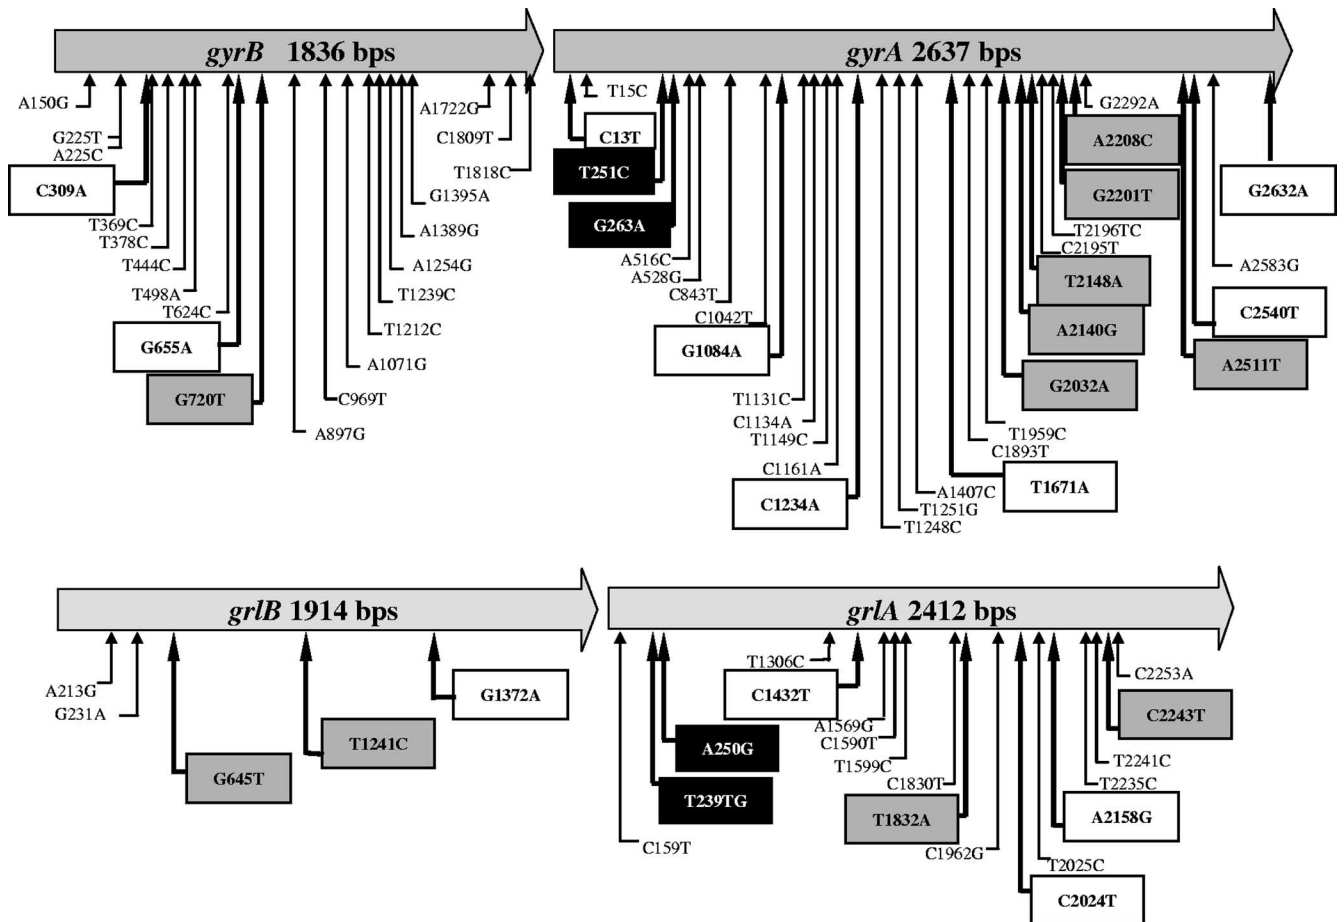 gyrB 1836 bps
A150G
G225T
A225C
C309A
T369C
T378C
T444C
T498A
T624C
G655A
G720T
A897G
C969T
A1071G
T1212C
T1239C
A1254G
A1389G
G1395A
A1722G
C1809T
T1818C
gyrA 2637 bps
T15C
C13T
T251C
G263A
A516C
A528G
C843T
C1042T
G1084A
T1131C
C1134A
T1149C
C1161A
C1234A
T1248C
T1251G
A1407C
T1671A
C1893T
T1959C
G2032A
A2140G
T2148A
C2195T
T2196TC
G2201T
A2208C
G2292A
A2511T
C2540T
A2583G
G2632A
grlB 1914 bps
A213G
G231A
G645T
T1241C
G1372A
grlA 2412 bps
C159T
T239TG
A250G
T1306C
C1432T
A1569G
C1590T
T1599C
C1830T
T1832A
C1962G
C2024T
T2025C
A2158G
T2235C
T2241C
C2243T
C2253A